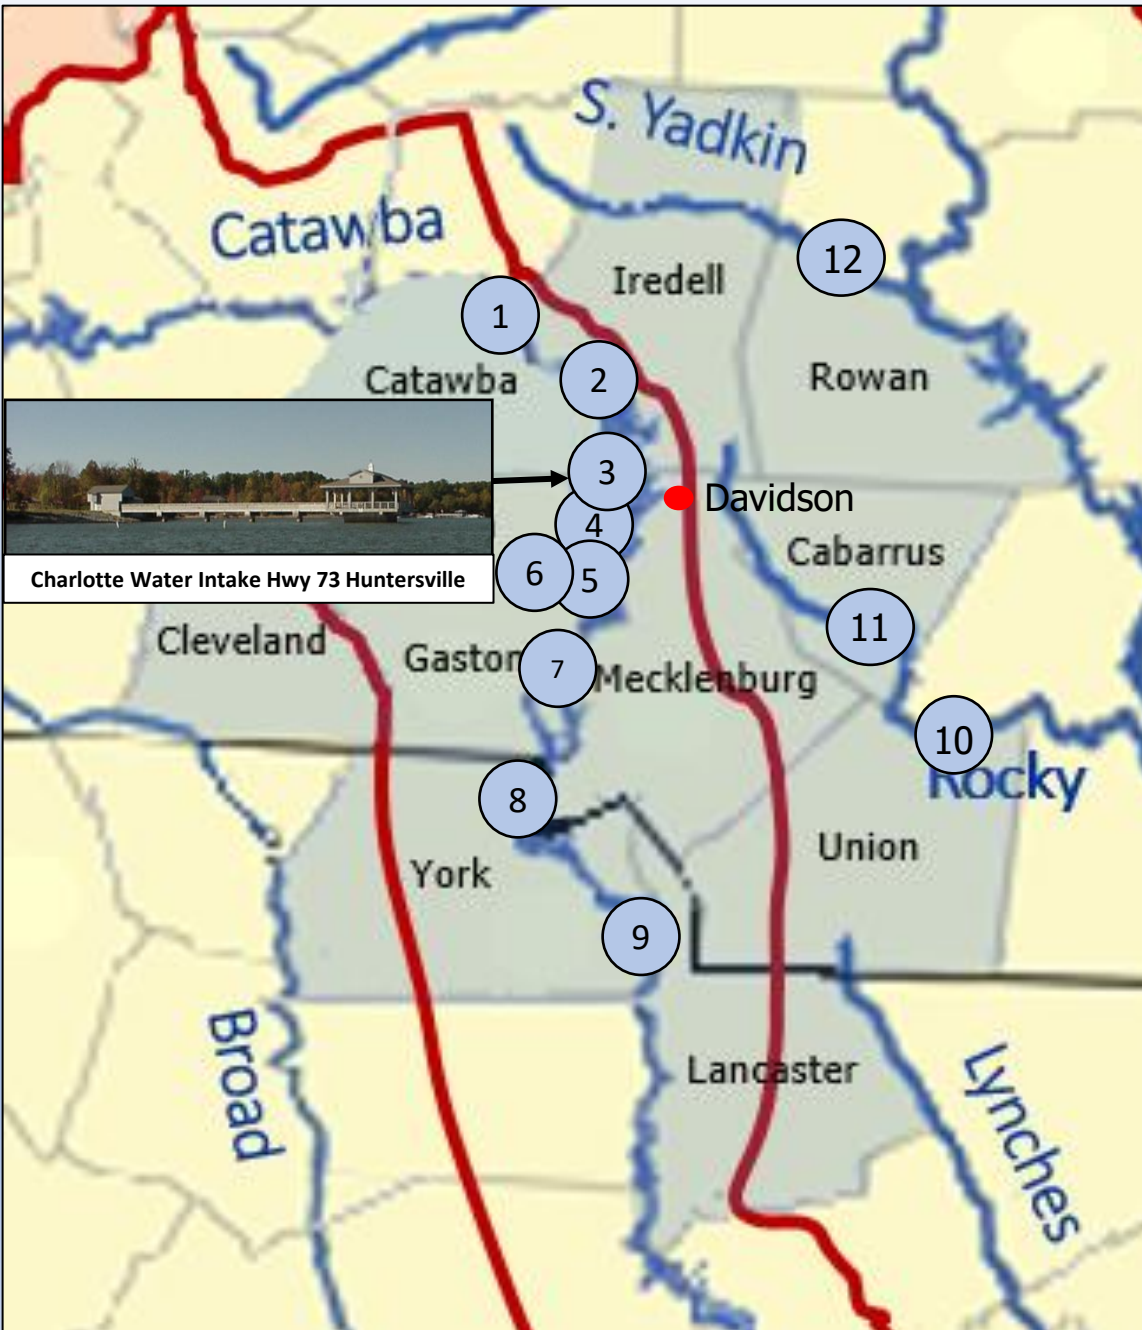 S. Yadkin
Catawba
12
Iredell
1
Catawba
2
Rowan
3
Davidson
4
Cabarrus
6
5
Charlotte Water Intake Hwy 73 Huntersville
11
Cleveland
Gaston
7
Mecklenburg
10
Rocky
8
Union
York
9
Broad
Lancaster
Lynches